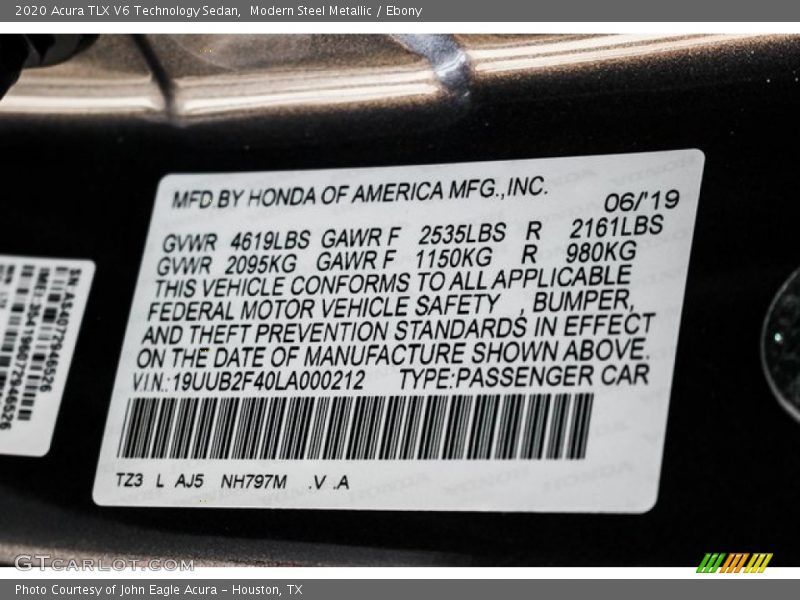 2020 Acura TLX V6 Technology Sedan, Modern Steel Metallic / Ebony
MFD.BY HONDA OF AMERICA MFG.,INC.
06/'19
GVWR 4619LBS GAWR F 2535LBS R 2161LBS
GVWR 2095KG GAWR F 1150KG R 980KG
THIS VEHICLE CONFORMS TO ALL APPLICABLE
FEDERAL MOTOR VEHICLE SAFETY , BUMPER,
AND THEFT PREVENTION STANDARDS IN EFFECT
ON THE DATE OF MANUFACTURE SHOWN ABOVE.
V.I.N.:19UUB2F40LA000212 TYPE:PASSENGER CAR
TZ3 L AJ5 NH797M .V .A
GTCARLOT.COM
Photo Courtesy of John Eagle Acura – Houston, TX